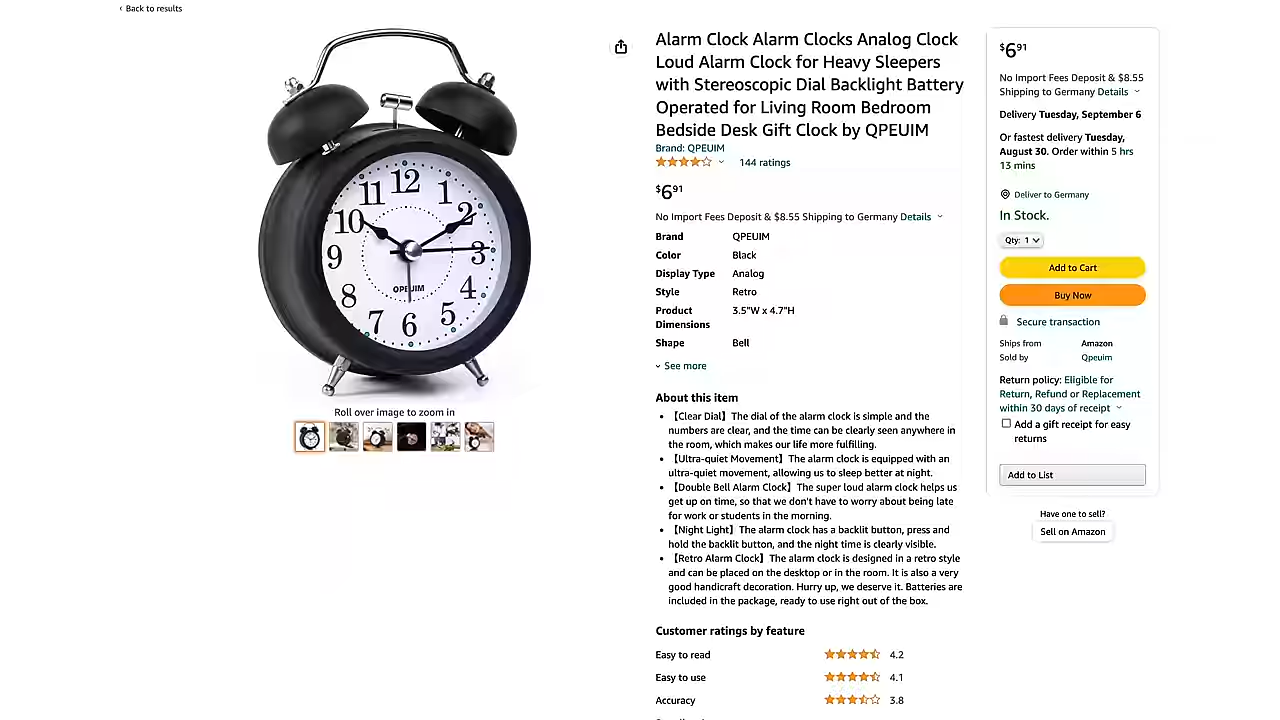 ‹ Back to results
Alarm Clock Alarm Clocks Analog Clock
Loud Alarm Clock for Heavy Sleepers
with Stereoscopic Dial Backlight Battery
Operated for Living Room Bedroom
Bedside Desk Gift Clock by QPEUIM
Brand: QPEUIM
144 ratings
$691
No Import Fees Deposit & $8.55 Shipping to Germany Details
Brand QPEUIM
Color Black
Display Type Analog
Style Retro
Product Dimensions 3.5"W x 4.7"H
Shape Bell
See more
About this item
• 【Clear Dial】The dial of the alarm clock is simple and the
numbers are clear, and the time can be clearly seen anywhere in
the room, which makes our life more fulfilling.
• 【Ultra-quiet Movement】The alarm clock is equipped with an
ultra-quiet movement, allowing us to sleep better at night.
• 【Double Bell Alarm Clock】The super loud alarm clock helps us
get up on time, so that we don't have to worry about being late
for work or students in the morning.
• 【Night Light】The alarm clock has a backlit button, press and
hold the backlit button, and the night time is clearly visible.
• 【Retro Alarm Clock】The alarm clock is designed in a retro style
and can be placed on the desktop or in the room. It is also a very
good handicraft decoration. Hurry up, we deserve it. Batteries are
included in the package, ready to use right out of the box.
Customer ratings by feature
Easy to read 4.2
Easy to use 4.1
Accuracy 3.8
12
1
2
3
4
5
6
7
8
9
10
11
Roll over image to zoom in
$691
No Import Fees Deposit & $8.55
Shipping to Germany Details
Delivery Tuesday, September 6
Or fastest delivery Tuesday,
August 30. Order within 5 hrs
13 mins
Deliver to Germany
In Stock.
Qty: 1
Add to Cart
Buy Now
Secure transaction
Ships from Amazon
Sold by Qpeuim
Return policy: Eligible for
Return, Refund or Replacement
within 30 days of receipt
Add a gift receipt for easy
returns
Add to List
Have one to sell?
Sell on Amazon